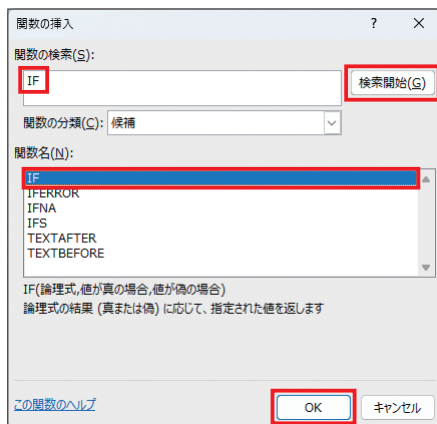 関数の挿入 ? ×
関数の検索(S):
IF
検索開始(G)
関数の分類(C): 候補
関数名(N):
IF
IFERROR
IFNA
IFS
TEXTAFTER
TEXTBEFORE
IF(論理式,値が真の場合,値が偽の場合)
論理式の結果 (真または偽) に応じて、指定された値を返します
この関数のヘルプ
OK
キャンセル